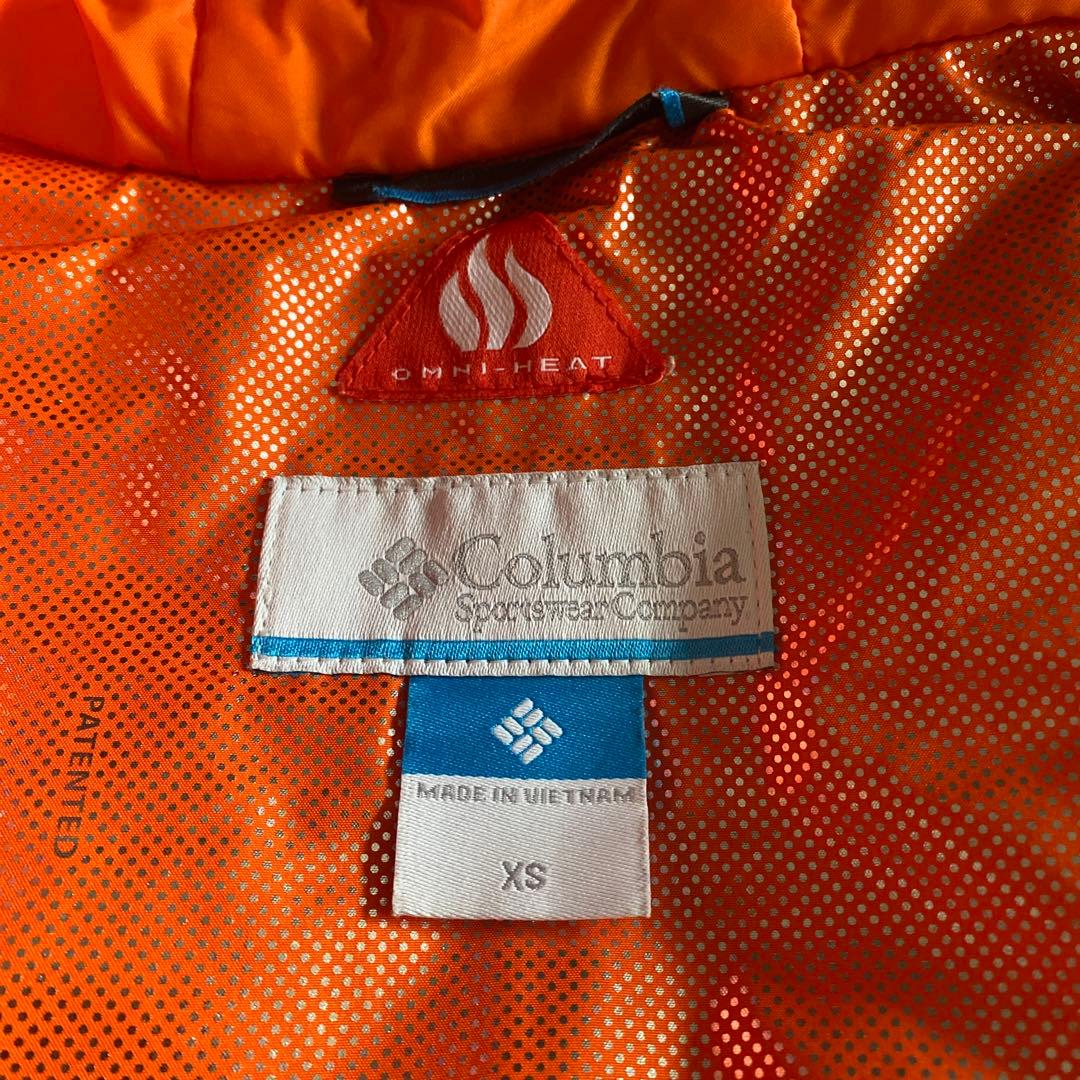 OMNI-HEAT
Columbia
Sportswear Company
PATENTED
MADE IN VIETNAM
XS